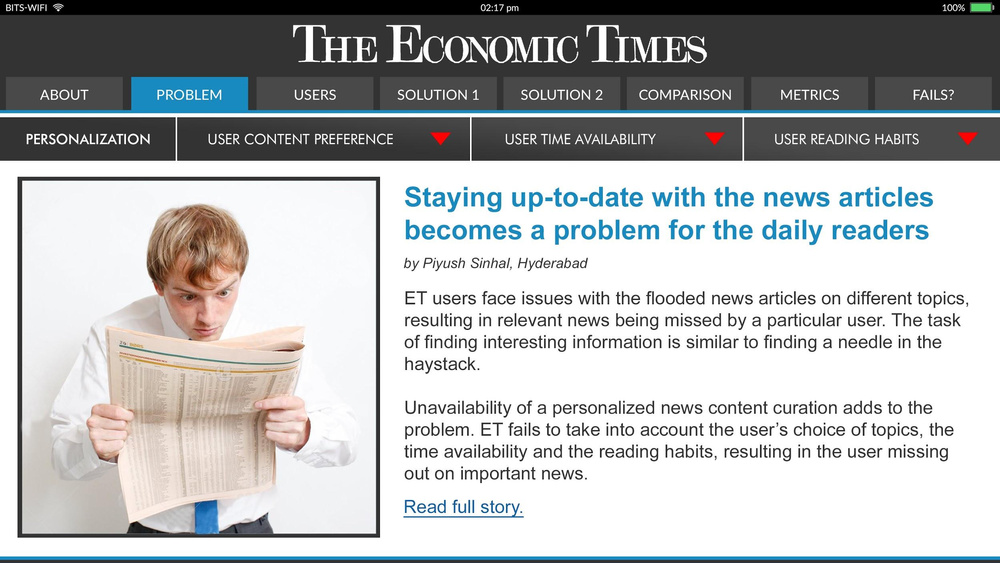 BITS-WIFI
02:17 pm
100%
THE ECONOMIC TIMES
ABOUT
PROBLEM
USERS
SOLUTION 1
SOLUTION 2
COMPARISON
METRICS
FAILS?
PERSONALIZATION
USER CONTENT PREFERENCE
USER TIME AVAILABILITY
USER READING HABITS
Staying up-to-date with the news articles
becomes a problem for the daily readers
by Piyush Sinhal, Hyderabad
ET users face issues with the flooded news articles on different topics,
resulting in relevant news being missed by a particular user. The task
of finding interesting information is similar to finding a needle in the
haystack.
Unavailability of a personalized news content curation adds to the
problem. ET fails to take into account the user's choice of topics, the
time availability and the reading habits, resulting in the user missing
out on important news.
Read full story.